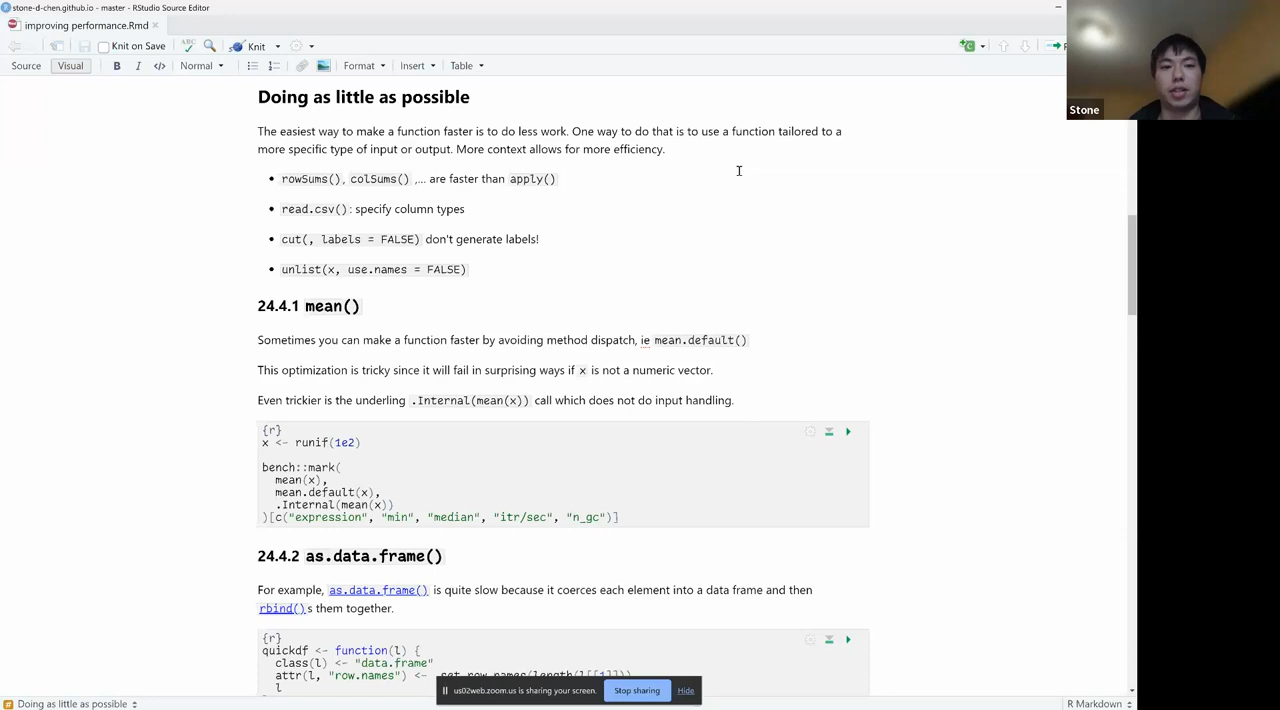 stone-d-chen.github.io - master - RStudio Source Editor
improving performance.Rmd
Knit on Save
ABC
Knit
Source
Visual
B
I
</>
Normal
Format
Insert
Table
Stone
Doing as little as possible
The easiest way to make a function faster is to do less work. One way to do that is to use a function tailored to a
more specific type of input or output. More context allows for more efficiency.
• rowSums(), colSums() ,... are faster than apply()
• read.csv() : specify column types
• cut(, labels = FALSE) don't generate labels!
• unlist(x, use.names = FALSE)
24.4.1 mean()
Sometimes you can make a function faster by avoiding method dispatch, ie mean.default()
This optimization is tricky since it will fail in surprising ways if x is not a numeric vector.
Even trickier is the underling .Internal(mean(x)) call which does not do input handling.
{r}
x <- runif(1e2)
bench::mark(
mean(x),
mean.default(x),
.Internal(mean(x))
)[c("expression", "min", "median", "itr/sec", "n_gc")]
24.4.2 as.data.frame()
For example, as.data.frame() is quite slow because it coerces each element into a data frame and then
rbind()s them together.
{r}
quickdf <- function(l) {
class(l) <- "data.frame"
attr(l, "row.names") <- .set_row_names(length(l[[1]]))
l
us02web.zoom.us is sharing your screen.
Stop sharing
Hide
# Doing as little as possible
R Markdown